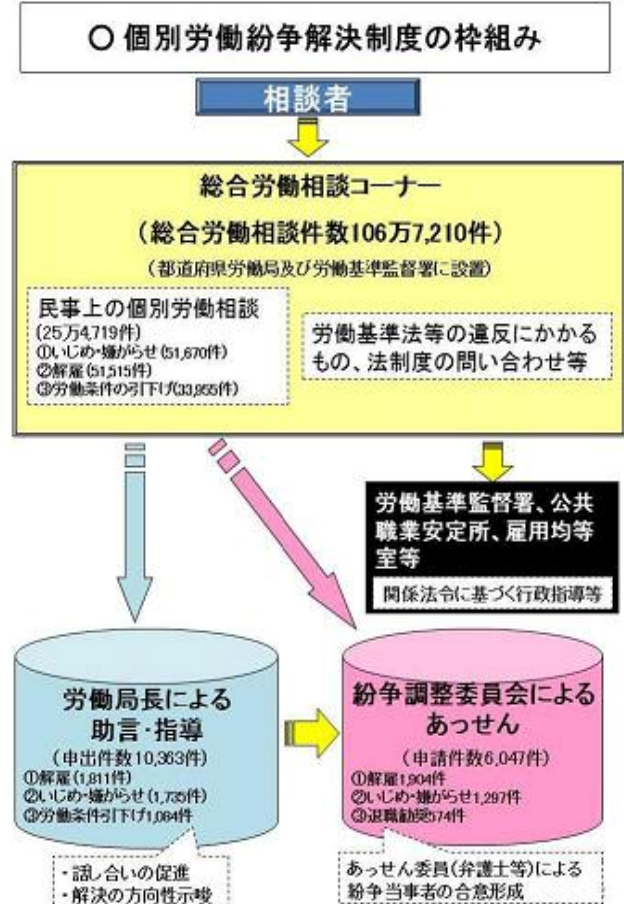 〇 個別労働紛争解決制度の枠組み
相談者
総合労働相談コーナー
(総合労働相談件数106万7,210件)
(都道府県労働局及び労働基準監督署に設置)
民事上の個別労働相談
(25万4,719件)
①いじめ・嫌がらせ(51,670件)
②解雇(51,515件)
③労働条件の引下げ(33,955件)
労働基準法等の違反にかかる
もの、法制度の問い合わせ等
労働基準監督署、公共
職業安定所、雇用均等
室等
関係法令に基づく行政指導等
労働局長による
助言・指導
(申出件数10,363件)
①解雇(1,811件)
②いじめ・嫌がらせ(1,735件)
③労働条件引下げ1,084件
・話し合いの促進
・解決の方向性示唆
紛争調整委員会による
あっせん
(申請件数6,047件)
①解雇1,904件
②いじめ・嫌がらせ1,297件
③退職勧奨574件
あっせん委員(弁護士等)による
紛争当事者の合意形成